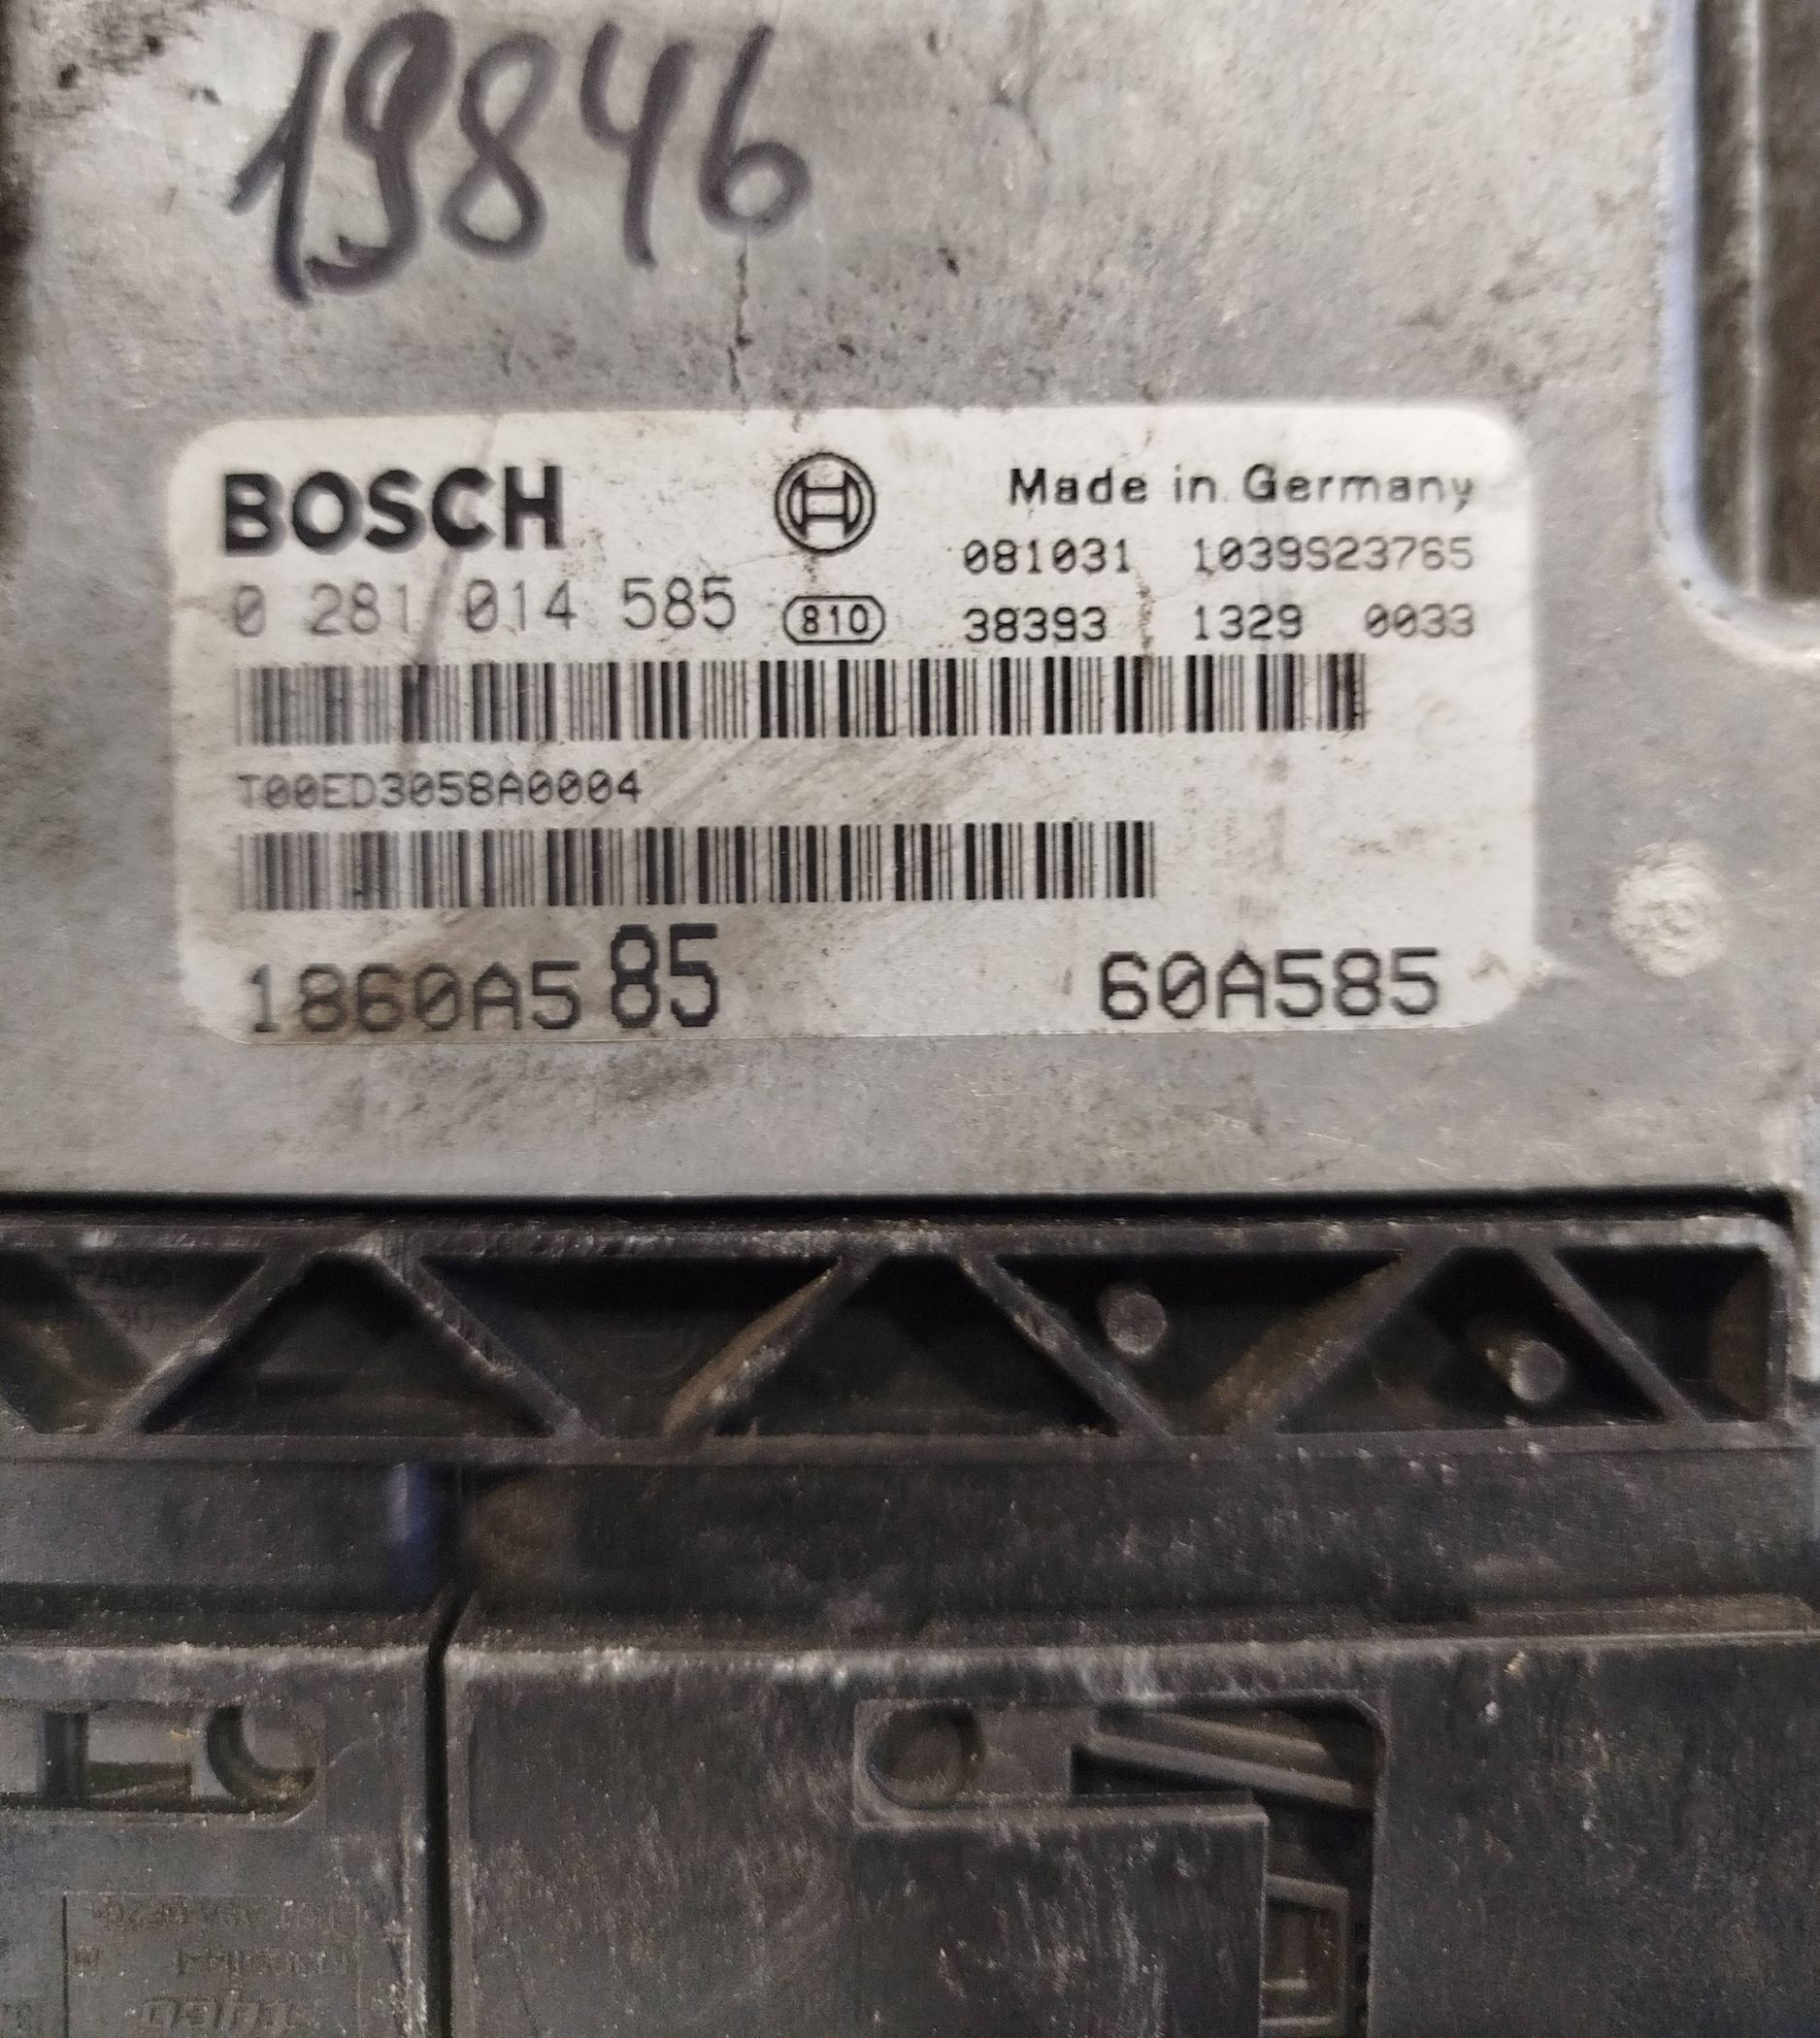 19846
BOSCH
Made in Germany
081031 1039S23765
0 281 014 585
810
38393 1329 0033
T00ED3058A0004
1860A585
60A585